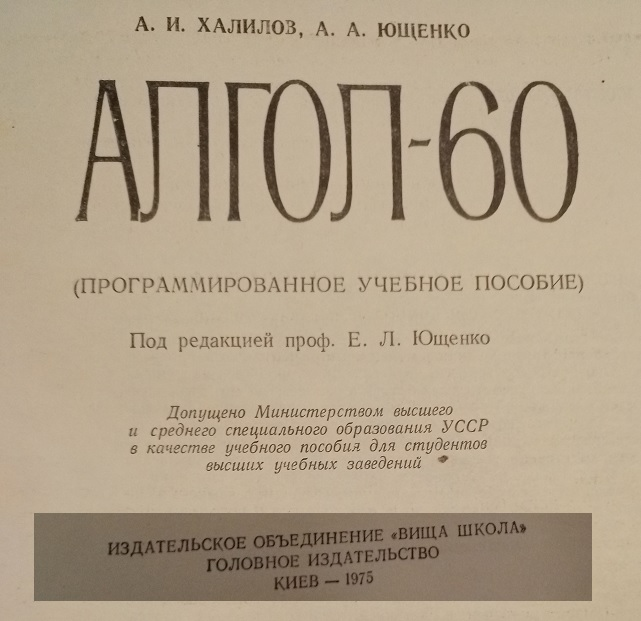 А. И. ХАЛИЛОВ, А. А. ЮЩЕНКО
АЛГОЛ-60
(ПРОГРАММИРОВАННОЕ УЧЕБНОЕ ПОСОБИЕ)
Под редакцией проф. Е. Л. Ющенко
Допущено Министерством высшего
и среднего специального образования УССР
в качестве учебного пособия для студентов
высших учебных заведений
ИЗДАТЕЛЬСКОЕ ОБЪЕДИНЕНИЕ «ВИЩА ШКОЛА»
ГОЛОВНОЕ ИЗДАТЕЛЬСТВО
КИЕВ — 1975